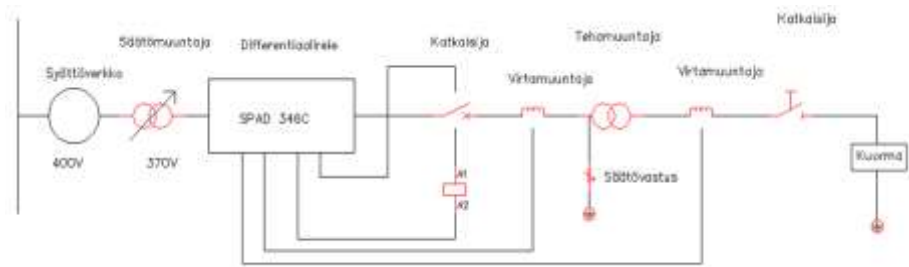 Katkaisija
Tehomuuntaja
Säätömuuntaja
Differentiaalirele
Katkaisija
Virtamuuntaja
Virtamuuntaja
Syöttöverkko
SPAD 346C
400V
370V
Kuorma
A1
Säätövastus
A2